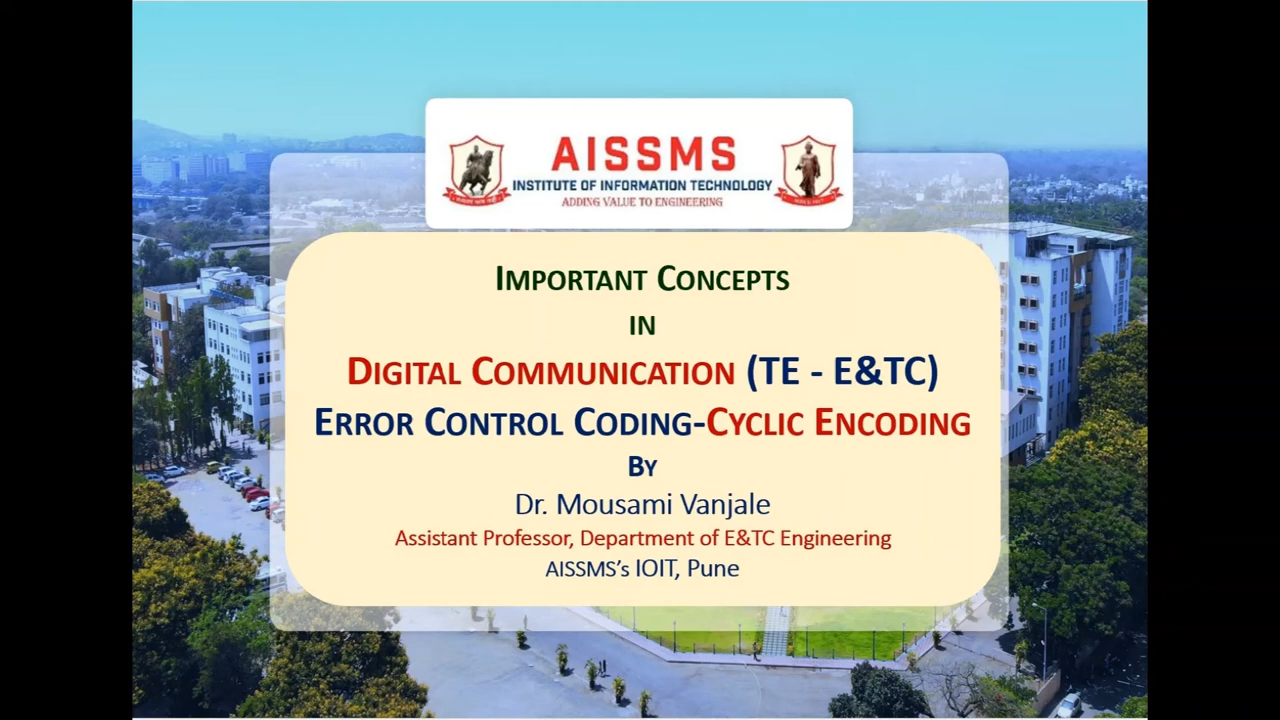 AISSMS
INSTITUTE OF INFORMATION TECHNOLOGY
ADDING VALUE TO ENGINEERING
IMPORTANT CONCEPTS
IN
DIGITAL COMMUNICATION (TE - E&TC)
ERROR CONTROL CODING-CYCLIC ENCODING
BY
Dr. Mousami Vanjale
Assistant Professor, Department of E&TC Engineering
AISSMS's IOIT, Pune